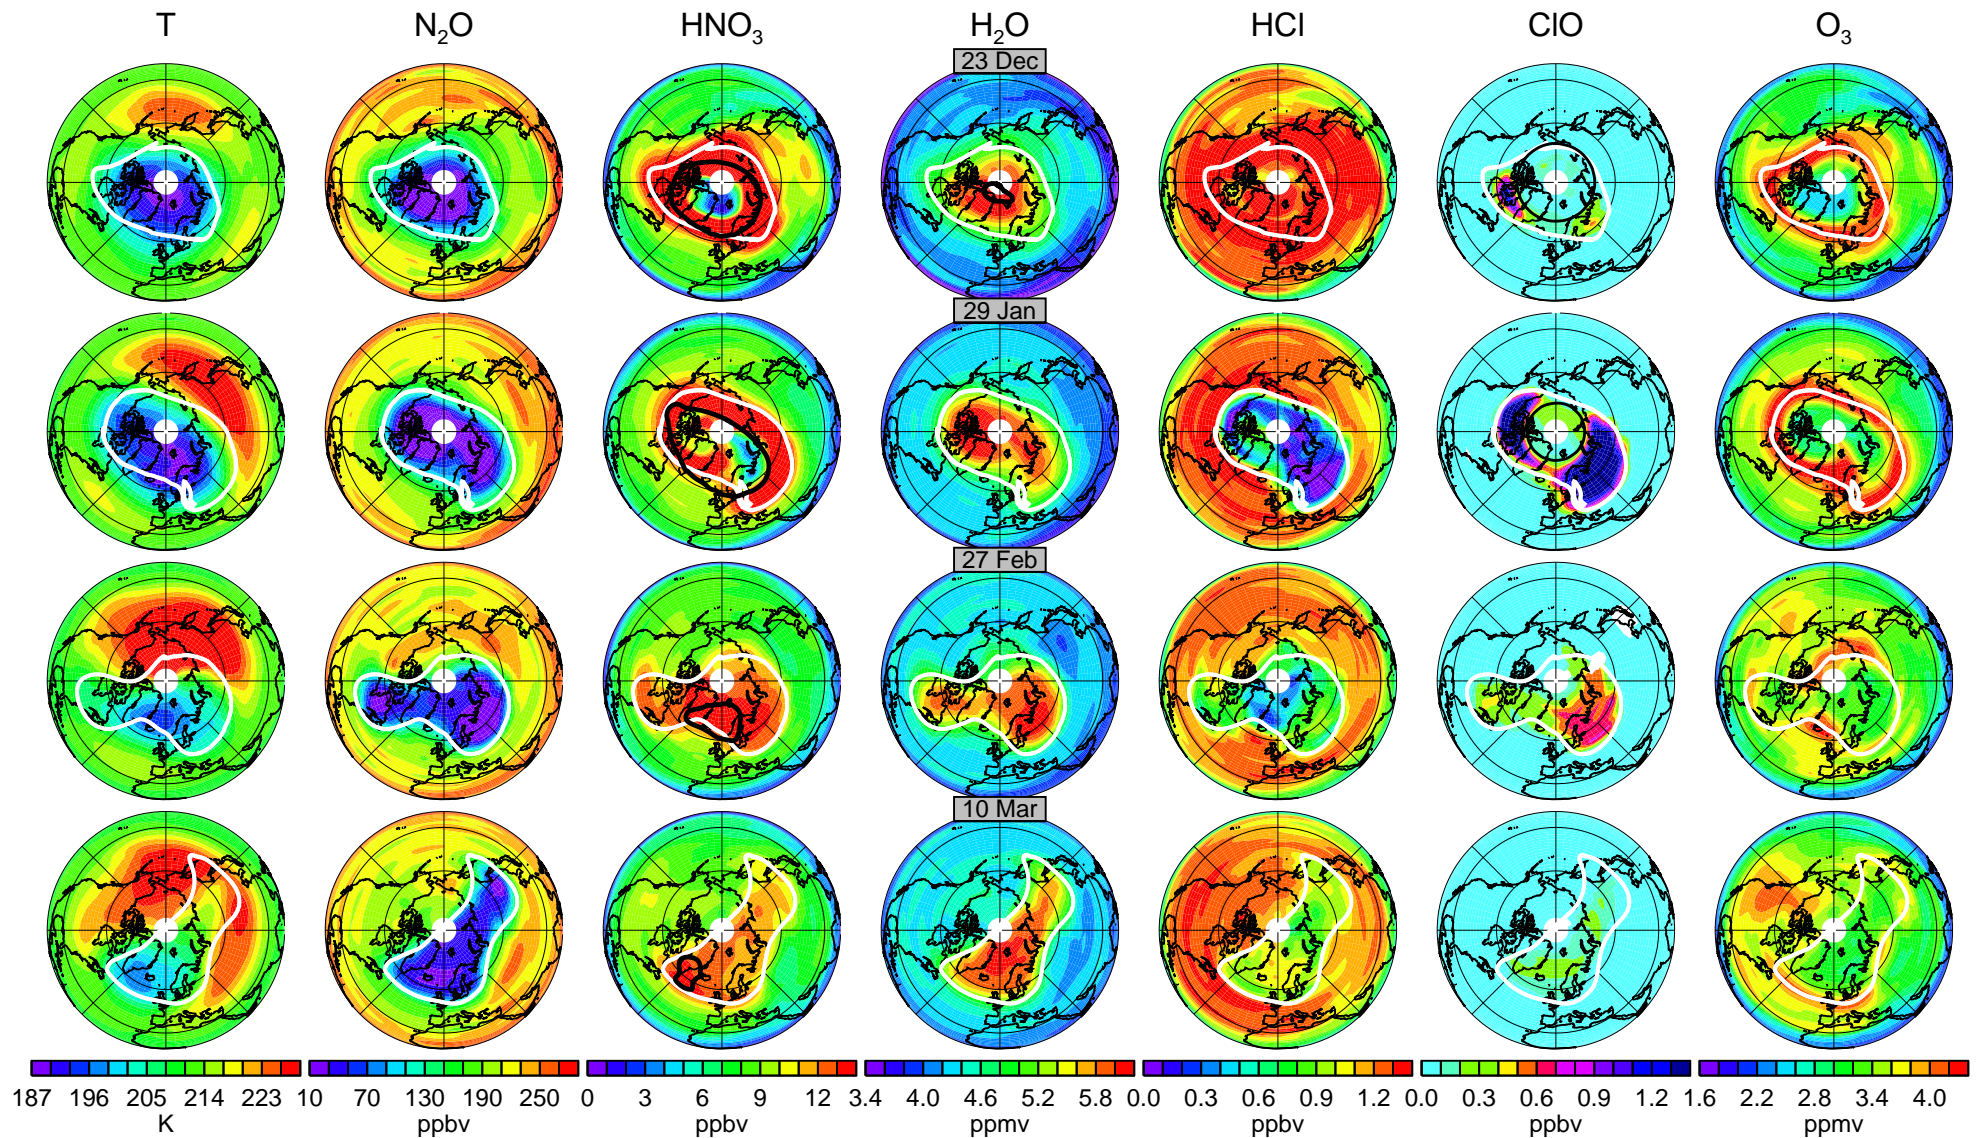 T N₂O HNO₃ H₂O HCl ClO O₃
23 Dec
29 Jan
27 Feb
10 Mar
187 196 205 214 223 10 70 130 190 250 0 3 6 9 12 3.4 4.0 4.6 5.2 5.8 0.0 0.3 0.6 0.9 1.2 0.0 0.3 0.6 0.9 1.2 1.6 2.2 2.8 3.4 4.0
K ppbv ppbv ppmv ppbv ppbv ppmv